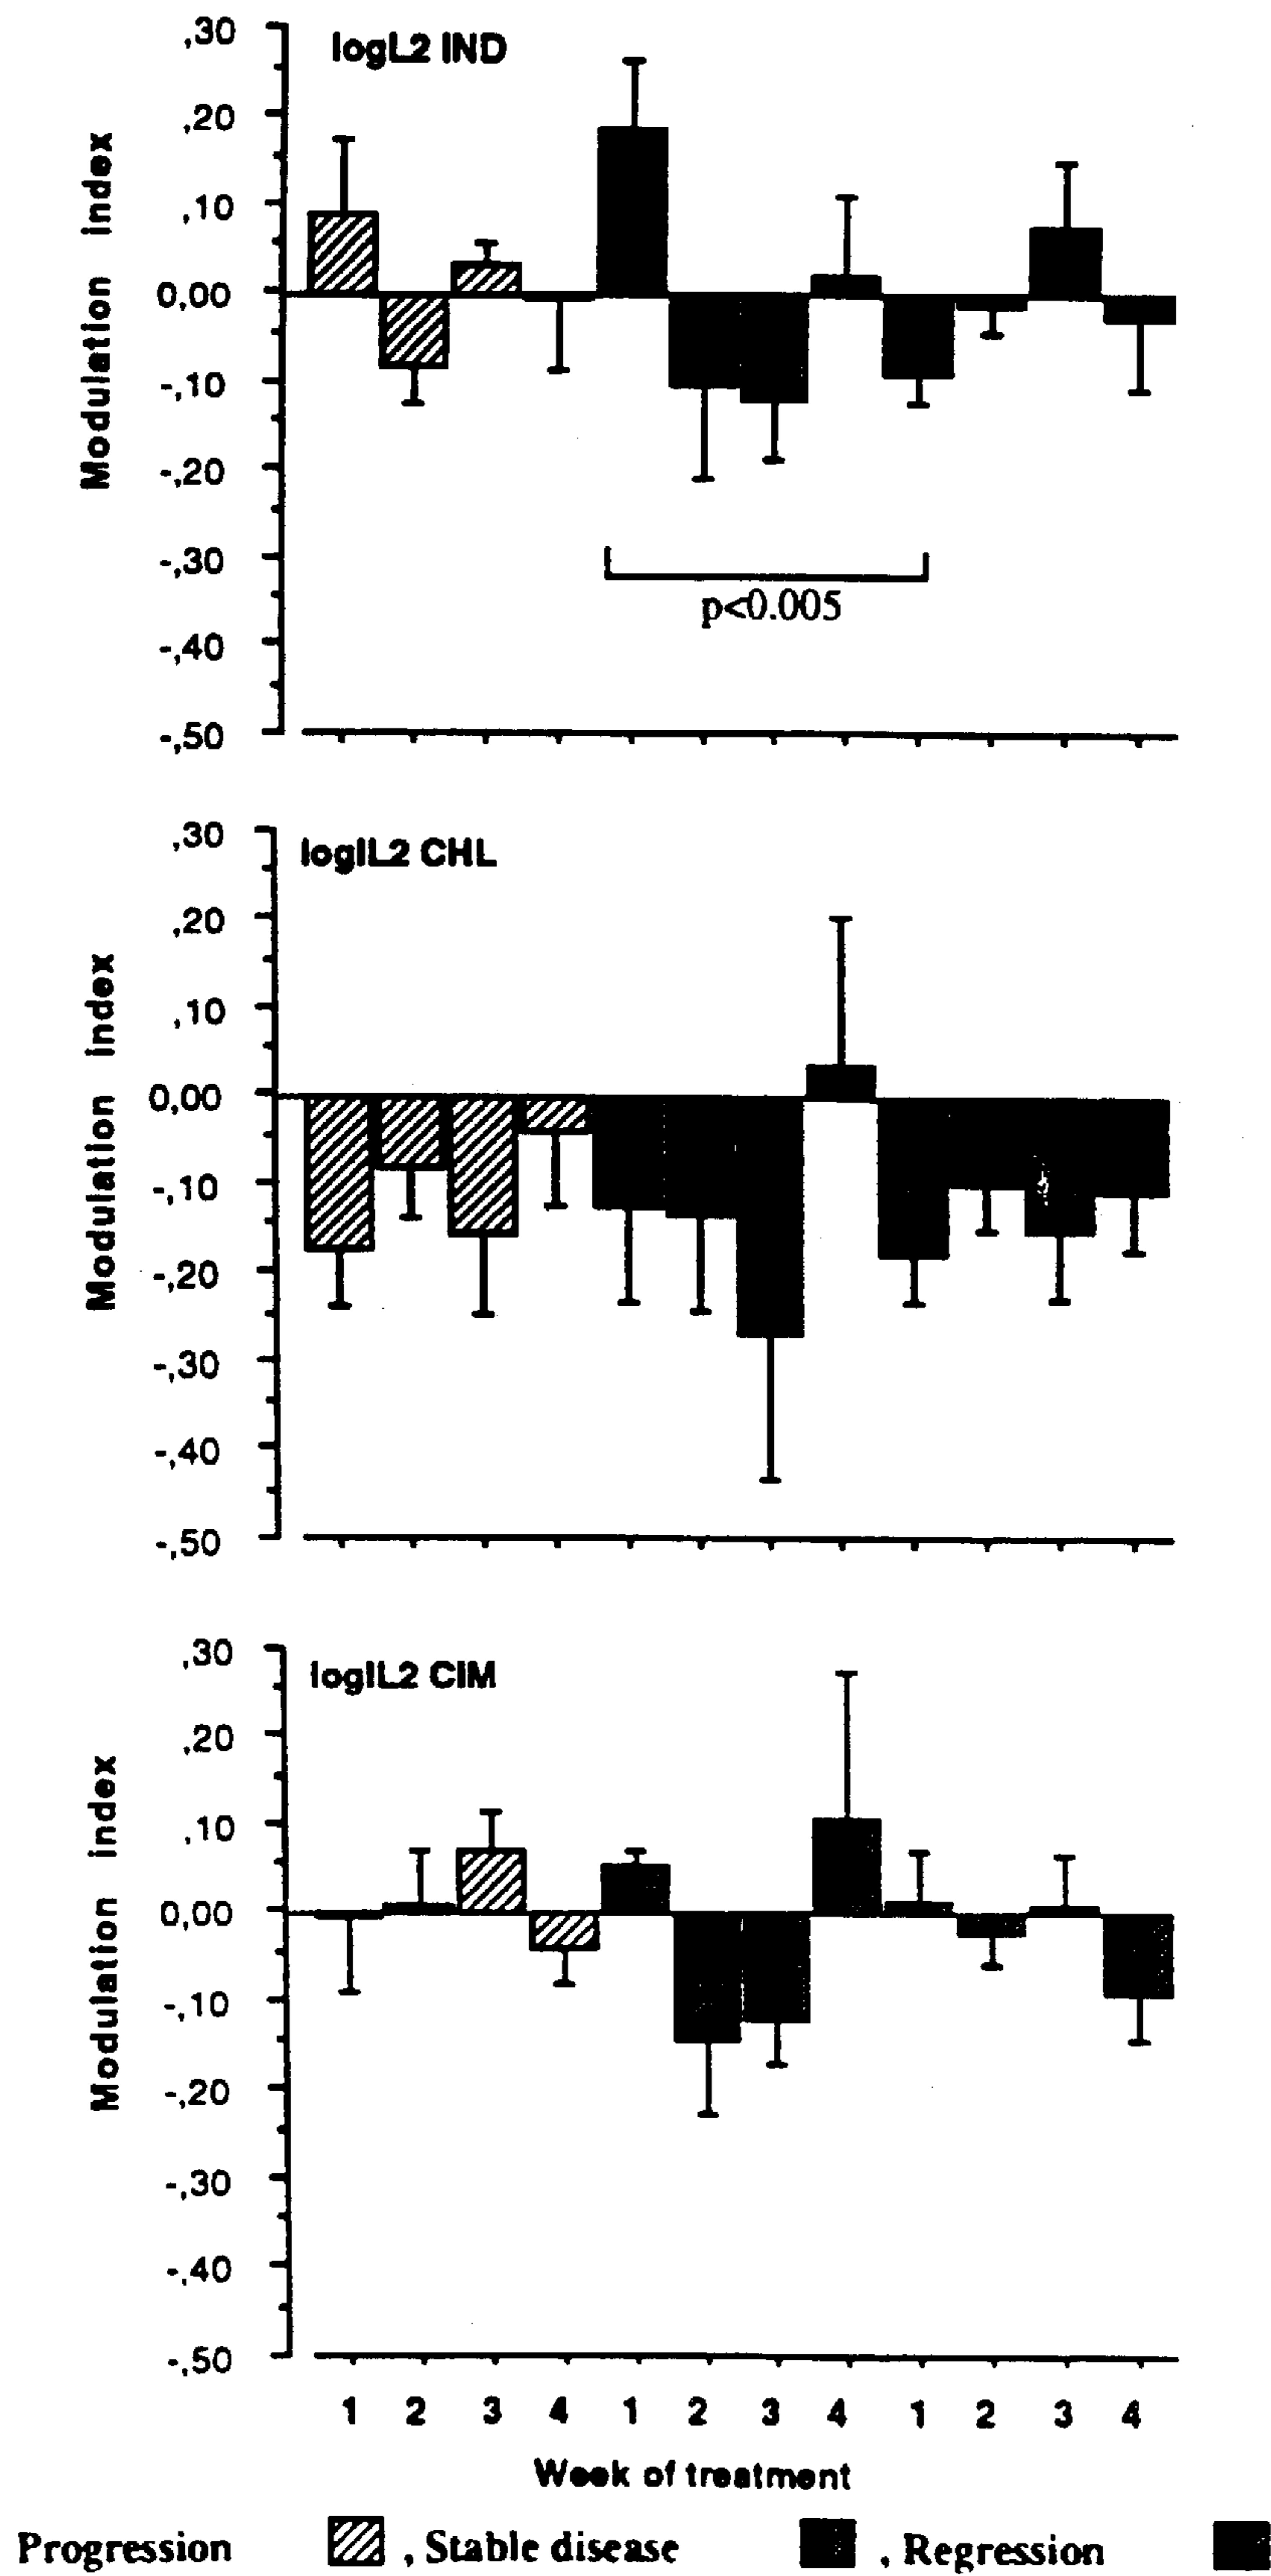 logL2 IND
Modulation index
,30
,20
,10
0,00
-,10
-,20
-,30
-,40
-,50
p<0.005
logIL2 CHL
Modulation index
,30
,20
,10
0,00
-,10
-,20
-,30
-,40
-,50
logIL2 CIM
Modulation index
,30
,20
,10
0,00
-,10
-,20
-,30
-,40
-,50
1 2 3 4 1 2 3 4 1 2 3 4
Week of treatment
Progression , Stable disease , Regression